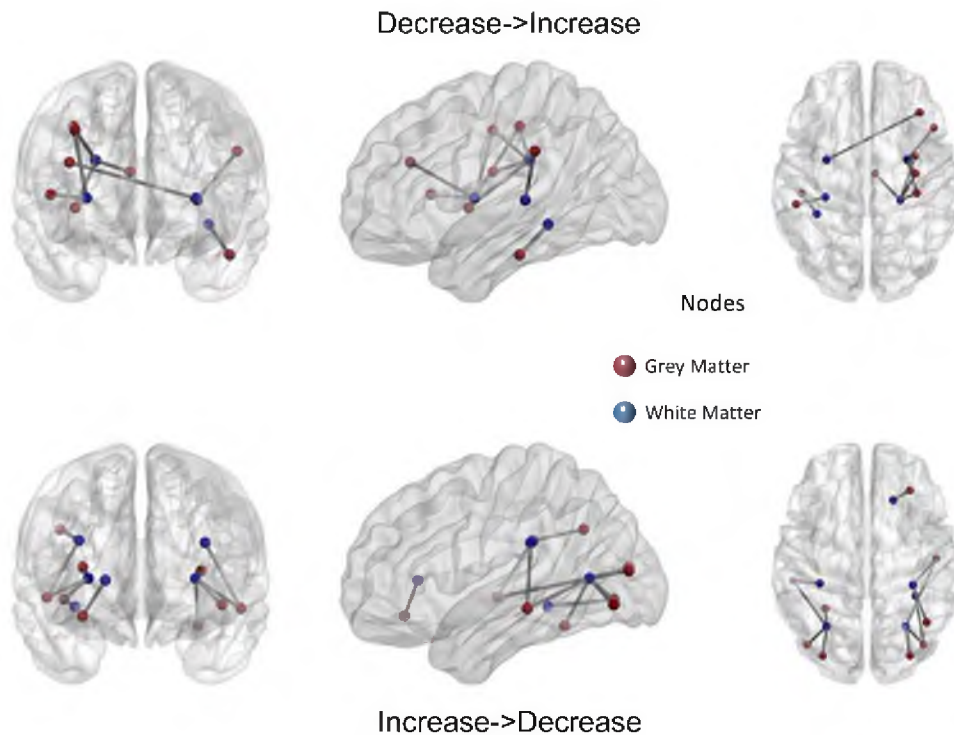 Decrease->Increase
Nodes
Grey Matter
White Matter
Increase->Decrease